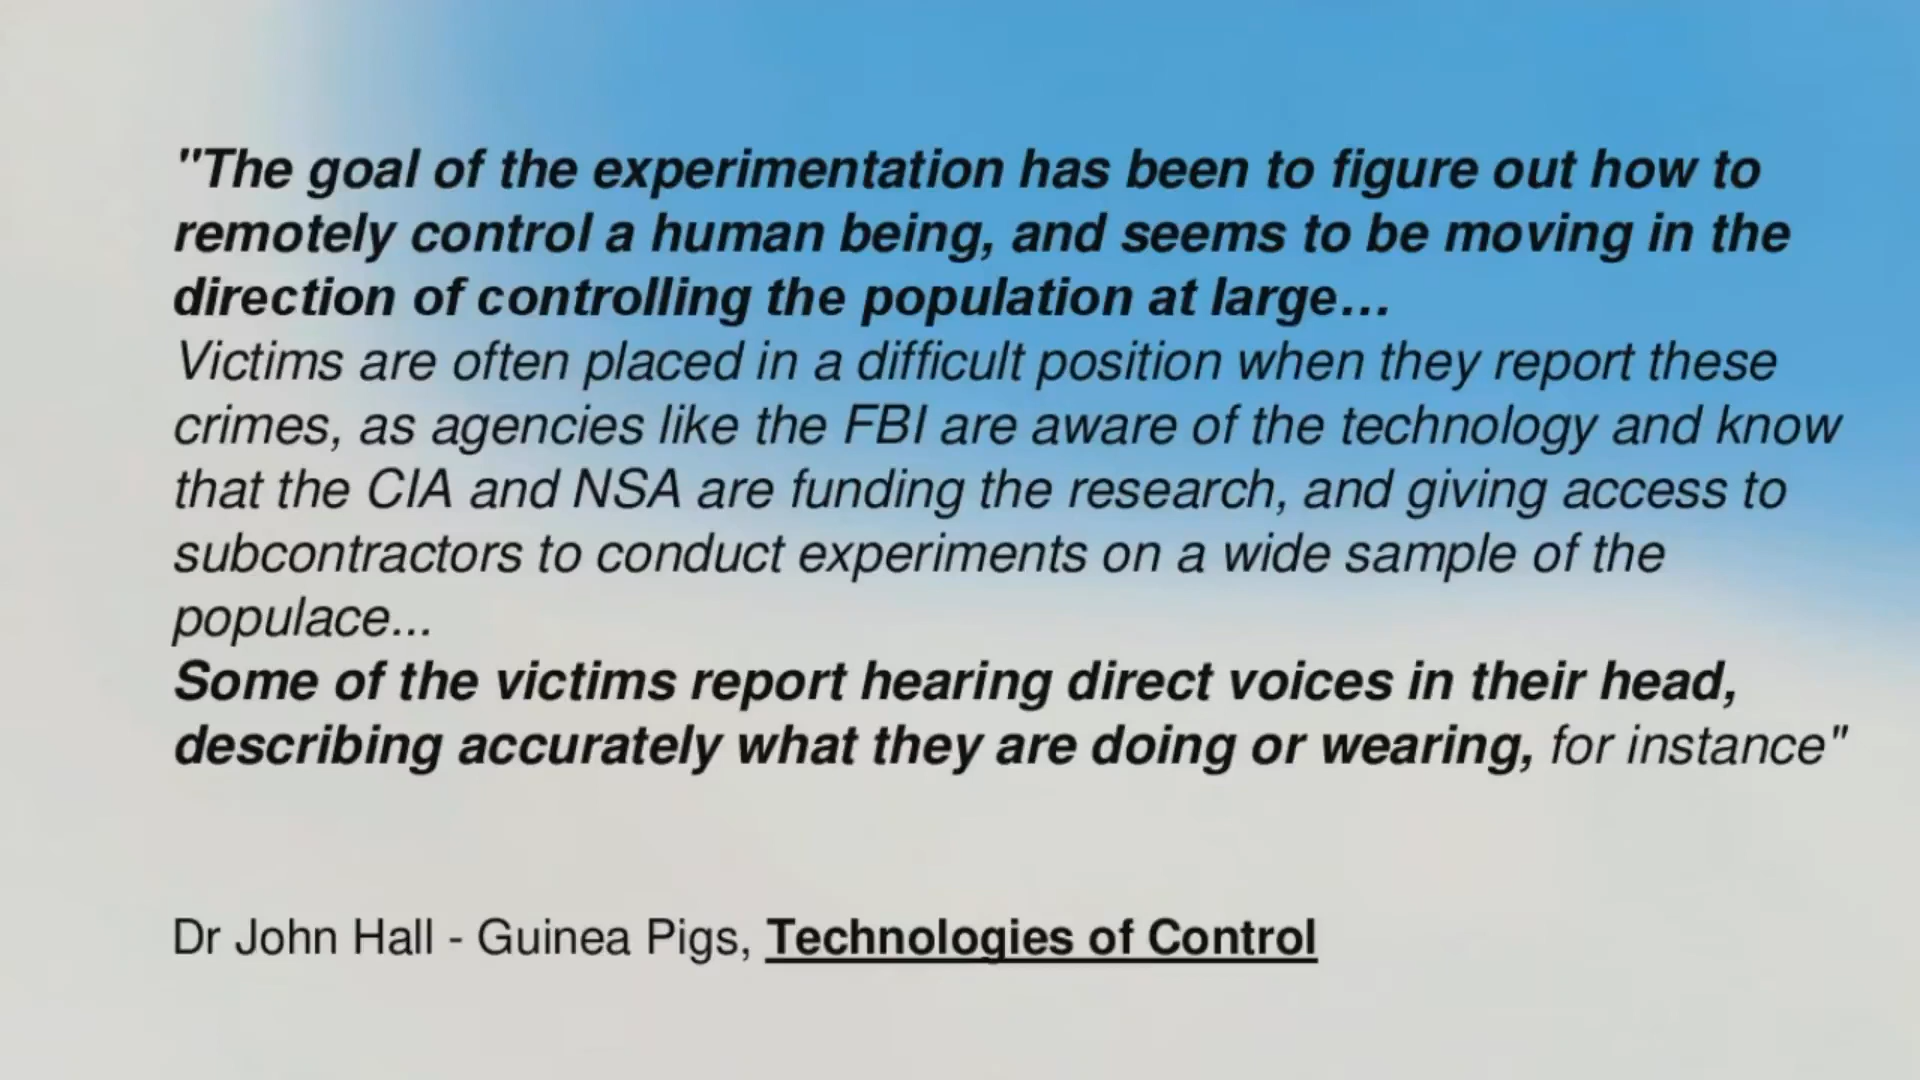 "The goal of the experimentation has been to figure out how to
remotely control a human being, and seems to be moving in the
direction of controlling the population at large...
Victims are often placed in a difficult position when they report these
crimes, as agencies like the FBI are aware of the technology and know
that the CIA and NSA are funding the research, and giving access to
subcontractors to conduct experiments on a wide sample of the
populace...
Some of the victims report hearing direct voices in their head,
describing accurately what they are doing or wearing, for instance"
Dr John Hall - Guinea Pigs, Technologies of Control